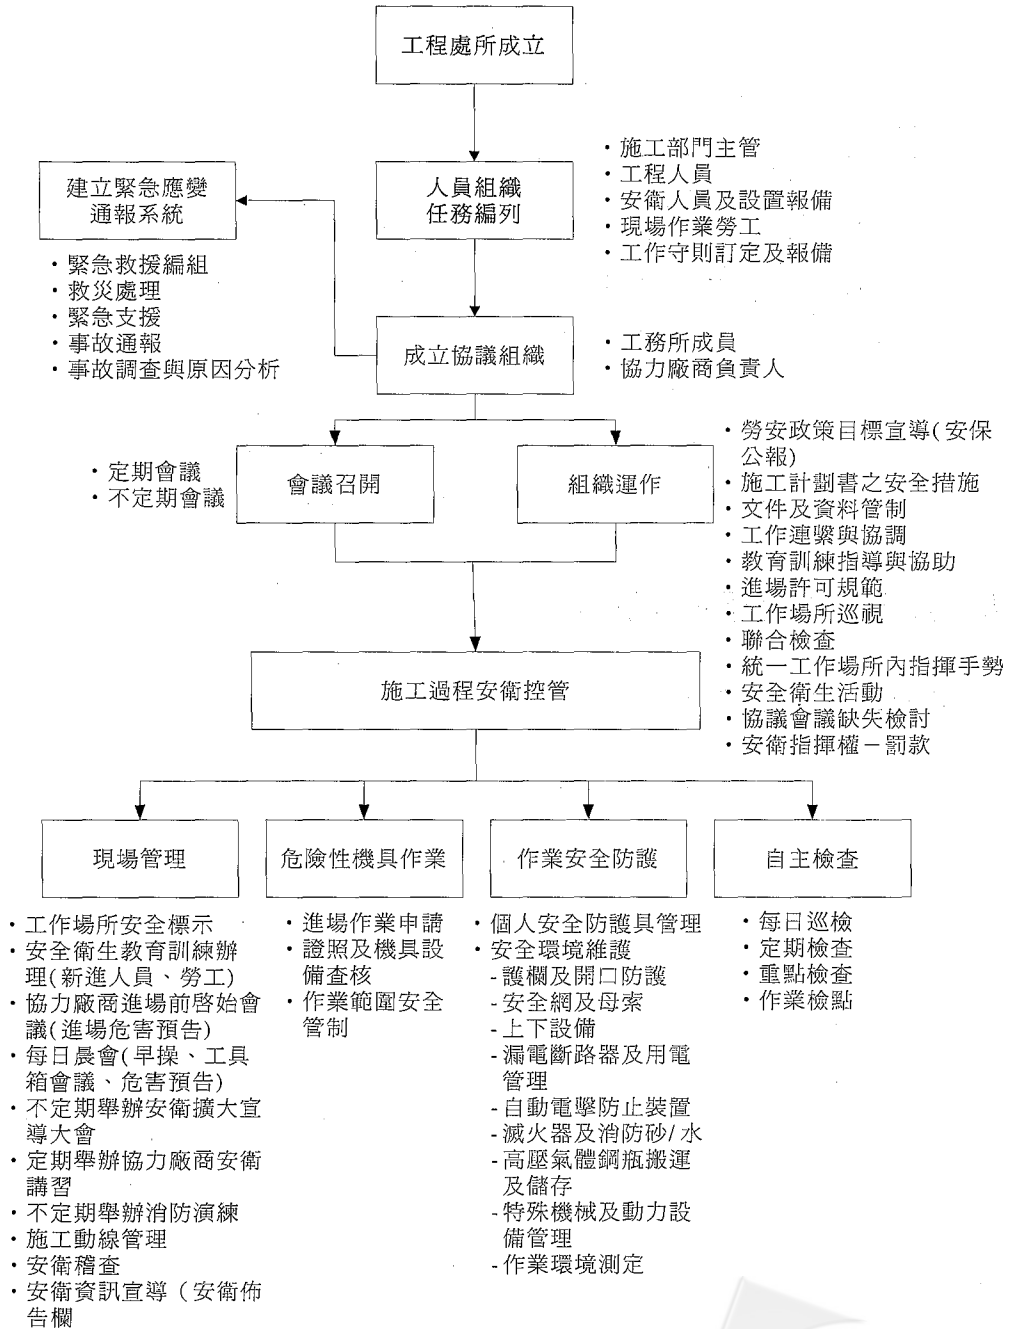 工程處所成立
人員組織
任務編列
・施工部門主管
・工程人員
・安衛人員及設置報備
・現場作業勞工
・工作守則訂定及報備
建立緊急應變
通報系統
・緊急救援編組
・救災處理
・緊急支援
・事故通報
・事故調查與原因分析
成立協議組織
・工務所成員
・協力廠商負責人
・定期會議
・不定期會議
會議召開
組織運作
・勞安政策目標宣導(安保
公報)
・施工計劃書之安全措施
・文件及資料管制
・工作連繫與協調
・教育訓練指導與協助
・進場許可規範
・工作場所巡視
・聯合檢查
・統一工作場所內指揮手勢
・安全衛生活動
・協議會議缺失檢討
・安衛指揮權－罰款
施工過程安衛控管
現場管理
・工作場所安全標示
・安全衛生教育訓練辦
理(新進人員、勞工)
・協力廠商進場前啓始會
議(進場危害預告)
・每日晨會(早操、工具
箱會議、危害預告)
・不定期舉辦安衛擴大宣
導大會
・定期舉辦協力廠商安衛
講習
・不定期舉辦消防演練
・施工動線管理
・安衛稽查
・安衛資訊宣導（安衛佈
告欄
危險性機具作業
・進場作業申請
・證照及機具設
備查核
・作業範圍安全
管制
作業安全防護
・個人安全防護具管理
・安全環境維護
-護欄及開口防護
-安全網及母索
-上下設備
-漏電斷路器及用電
管理
-自動電擊防止裝置
-滅火器及消防砂/水
-高壓氣體鋼瓶搬運
及儲存
-特殊機械及動力設
備管理
-作業環境測定
自主檢查
・每日巡檢
・定期檢查
・重點檢查
・作業檢點